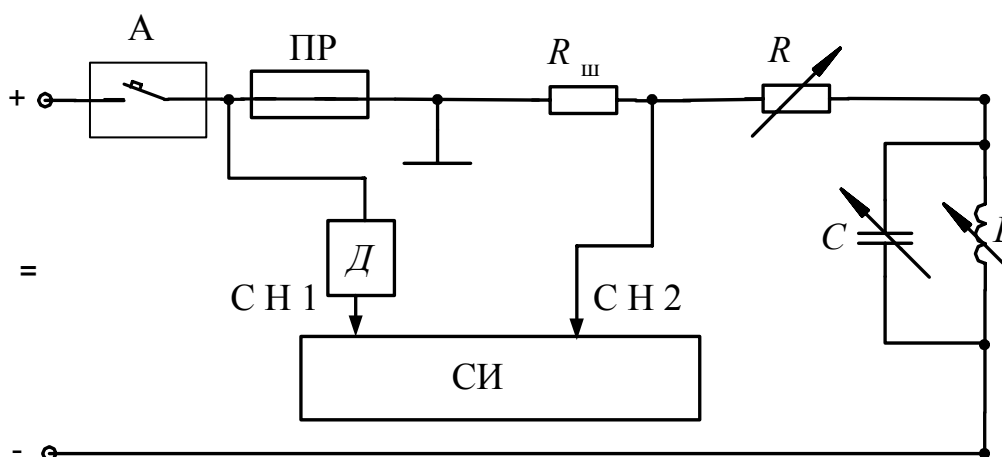 А
ПР
R ш
R
+
C
Д
=
С Н 1
С Н 2
СИ
-